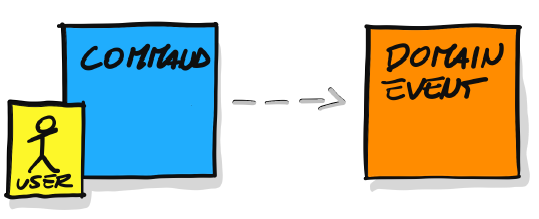 COMMAND
DOMAIN
EVENT
USER